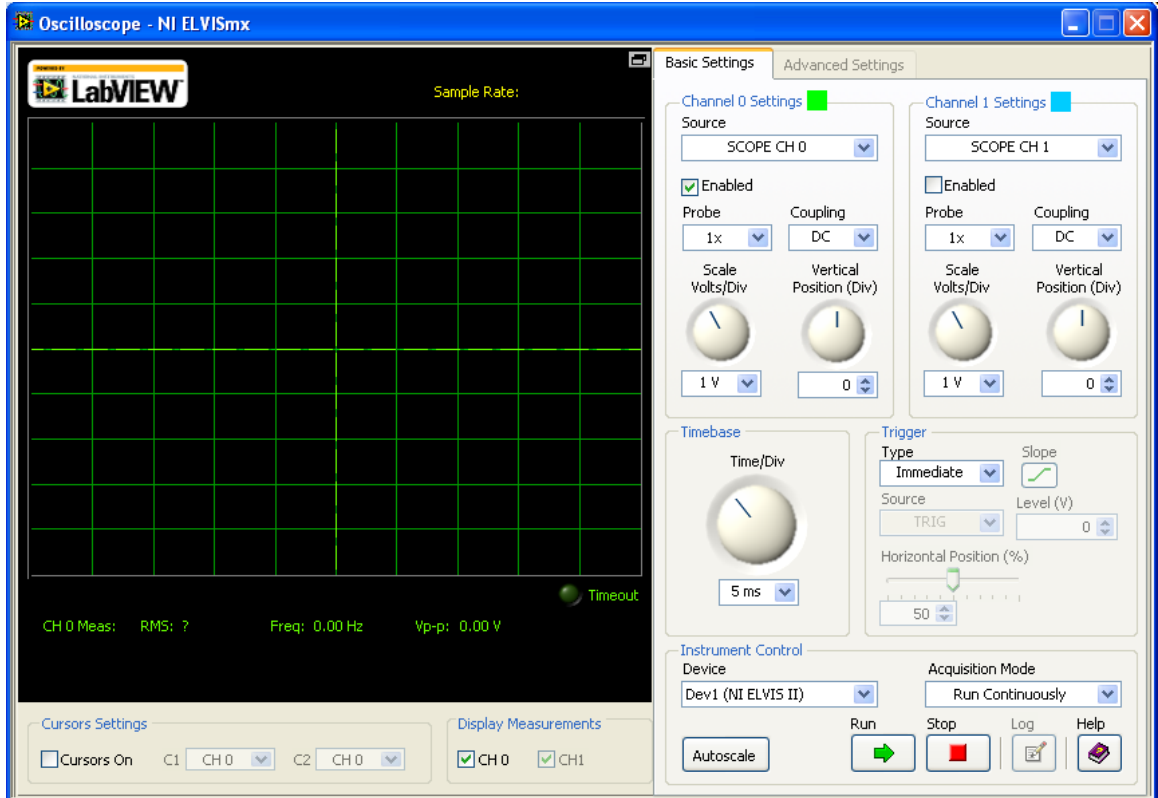 Oscilloscope - NI ELVISmx
POWERED BY
NATIONAL INSTRUMENTS
LabVIEW
Sample Rate:
Timeout
CH 0 Meas: RMS: ? Freq: 0.00 Hz Vp-p: 0.00 V
Cursors Settings
Cursors On C1 CH 0 C2 CH 0
Display Measurements
CH 0 CH1
Basic Settings Advanced Settings
Channel 0 Settings
Source
SCOPE CH 0
Enabled
Probe Coupling
1x DC
Scale Vertical
Volts/Div Position (Div)
1 V 0
Channel 1 Settings
Source
SCOPE CH 1
Enabled
Probe Coupling
1x DC
Scale Vertical
Volts/Div Position (Div)
1 V 0
Timebase
Time/Div
5 ms
Trigger
Type Slope
Immediate
Source Level (V)
TRIG 0
Horizontal Position (%)
50
Instrument Control
Device Acquisition Mode
Dev1 (NI ELVIS II) Run Continuously
Run Stop Log Help
Autoscale